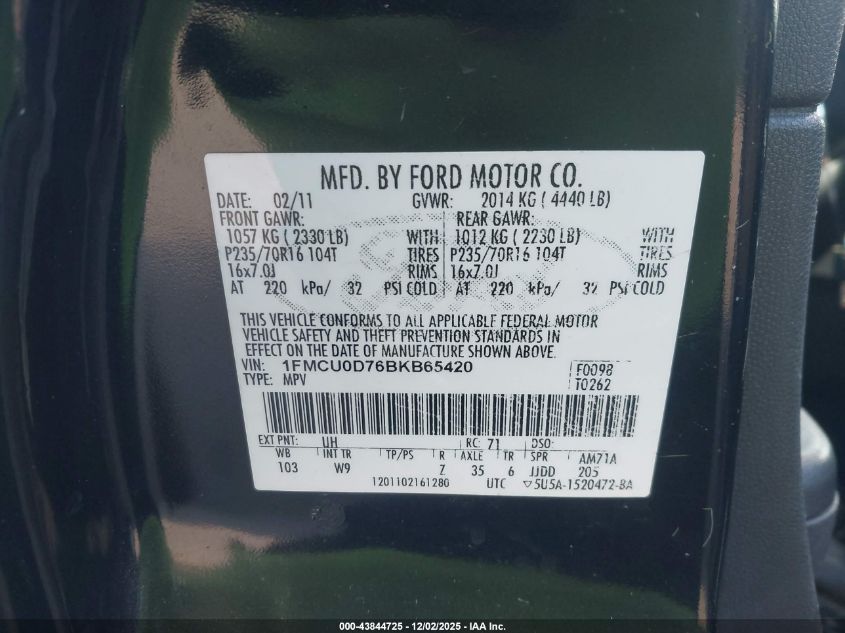 MFD. BY FORD MOTOR CO.
DATE: 02/11 GVWR: 2014 KG ( 4440 LB)
FRONT GAWR: REAR GAWR:
1057 KG ( 2330 LB) WITH 1012 KG ( 2230 LB) WITH
P235/70R16 104T TIRES P235/70R16 104T TIRES
16x7.0J RIMS 16x7.0J RIMS
AT 220 kPa/ 32 PSI COLD AT 220 kPa/ 32 PSI COLD
THIS VEHICLE CONFORMS TO ALL APPLICABLE FEDERAL MOTOR
VEHICLE SAFETY AND THEFT PREVENTION STANDARDS IN
EFFECT ON THE DATE OF MANUFACTURE SHOWN ABOVE.
VIN: 1FMCU0D76BKB65420 F0098
TYPE: MPV T0262
EXT PNT: UH RC: 71 DSO:
WB INT TR TP/PS R AXLE TR SPR AM71A
103 W9 Z 35 6 JJDD 205
1201102161280 UTC ▽5U5A-1520472-BA
000-43844725 - 12/02/2025 - IAA Inc.